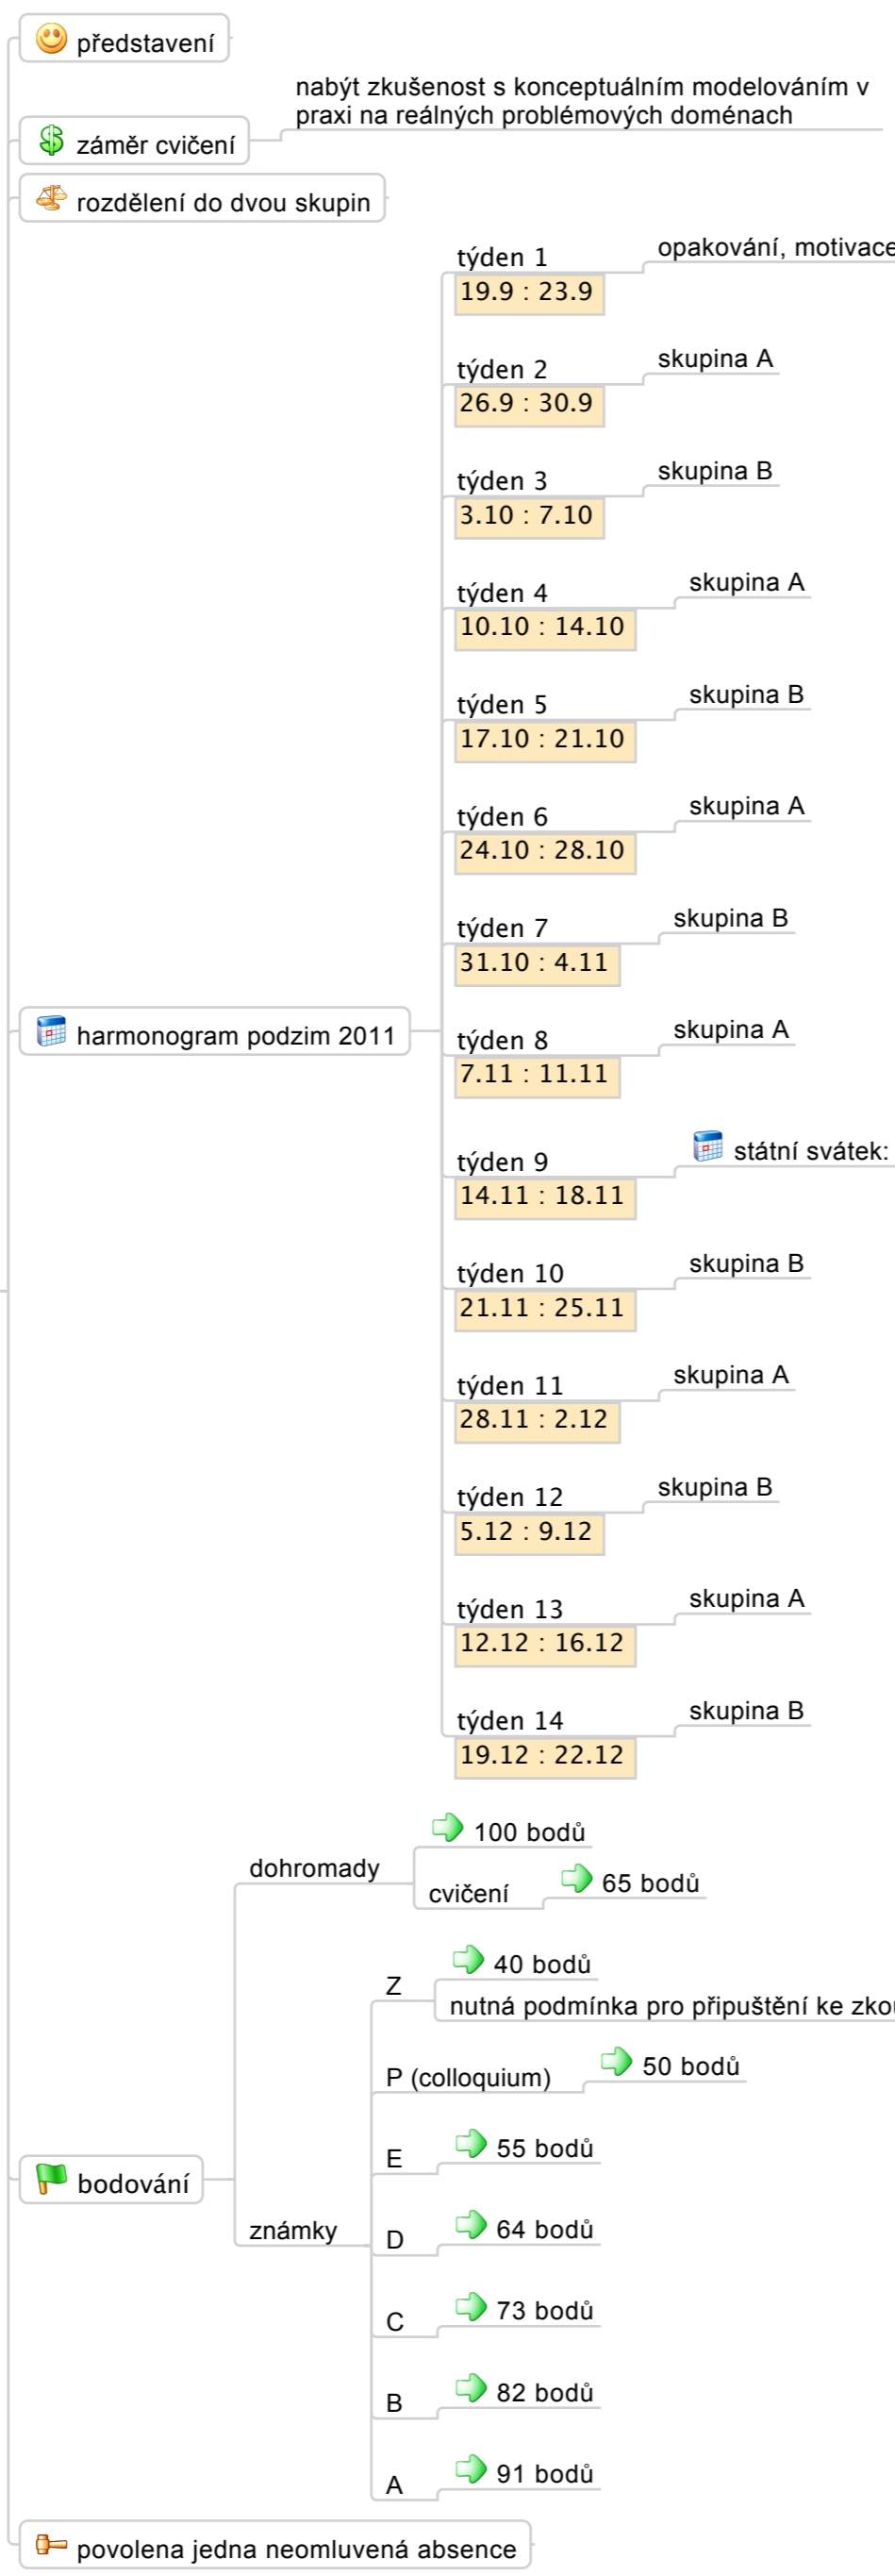 představení
nabýt zkušenost s konceptuálním modelováním v
praxi na reálných problémových doménach
záměr cvičení
rozdělení do dvou skupin
týden 1
opakování, motivace
19.9 : 23.9
týden 2
skupina A
26.9 : 30.9
týden 3
skupina B
3.10 : 7.10
týden 4
skupina A
10.10 : 14.10
týden 5
skupina B
17.10 : 21.10
týden 6
skupina A
24.10 : 28.10
týden 7
skupina B
31.10 : 4.11
harmonogram podzim 2011
týden 8
skupina A
7.11 : 11.11
týden 9
státní svátek:
14.11 : 18.11
týden 10
skupina B
21.11 : 25.11
týden 11
skupina A
28.11 : 2.12
týden 12
skupina B
5.12 : 9.12
týden 13
skupina A
12.12 : 16.12
týden 14
skupina B
19.12 : 22.12
dohromady
100 bodů
cvičení
65 bodů
Z
40 bodů
nutná podmínka pro připuštění ke
P (colloquium)
50 bodů
E
55 bodů
bodování
známky
D
64 bodů
C
73 bodů
B
82 bodů
A
91 bodů
povolena jedna neomluvená absence